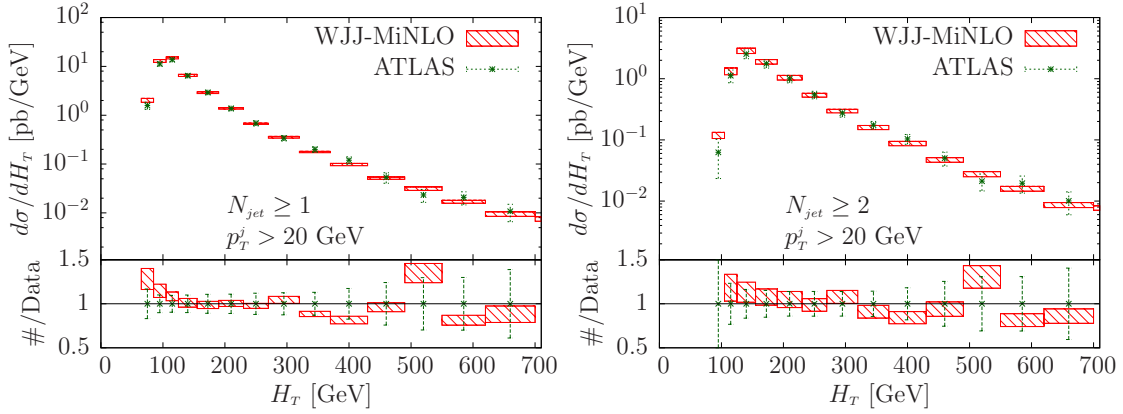 10^2
10^1
10^0
10^-1
10^-2
dσ/dH_T [pb/GeV]
WJJ-MiNLO
ATLAS
N_jet ≥ 1
p_T^j > 20 GeV
1.5
1
0.5
#/Data
0 100 200 300 400 500 600 700
H_T [GeV]
10^1
10^0
10^-1
10^-2
dσ/dH_T [pb/GeV]
WJJ-MiNLO
ATLAS
N_jet ≥ 2
p_T^j > 20 GeV
1.5
1
0.5
#/Data
0 100 200 300 400 500 600 700
H_T [GeV]